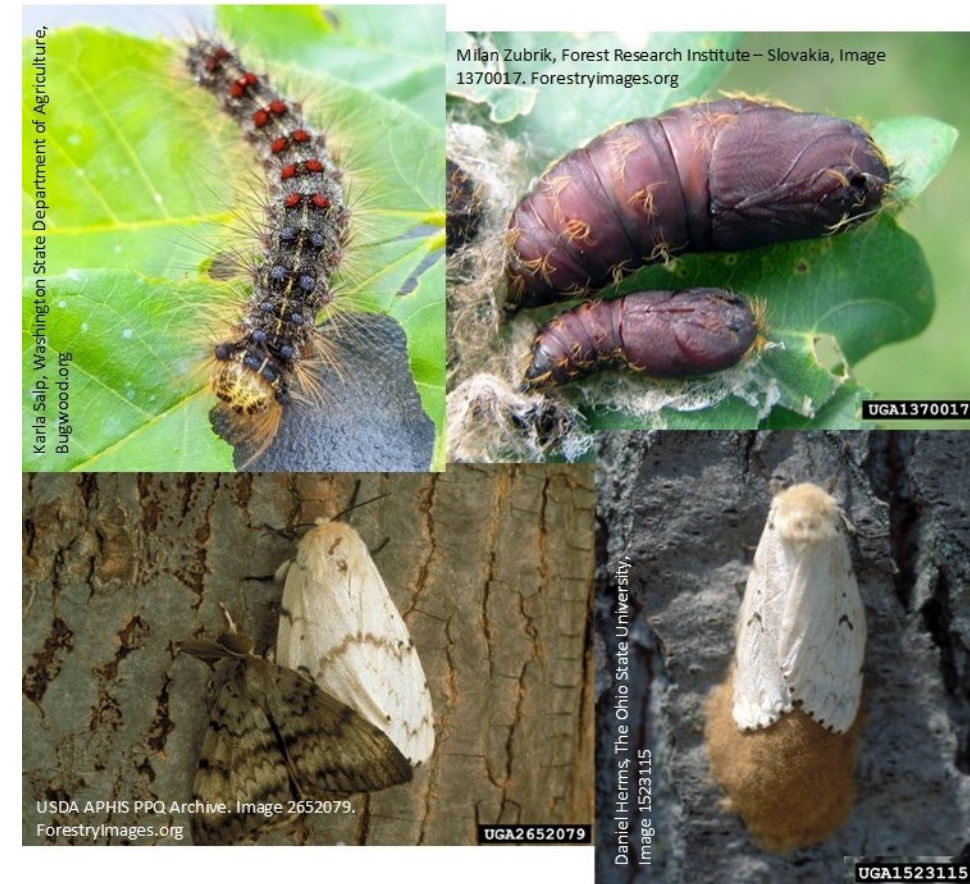 Karla Salp, Washington State Department of Agriculture,
Bugwood.org
Milan Zubrik, Forest Research Institute – Slovakia, Image
1370017. ForestryImages.org
UGA1370017
USDA APHIS PPQ Archive. Image 2652079.
ForestryImages.org
UGA2652079
Daniel Herms, The Ohio State University,
Image 1523115
UGA1523115